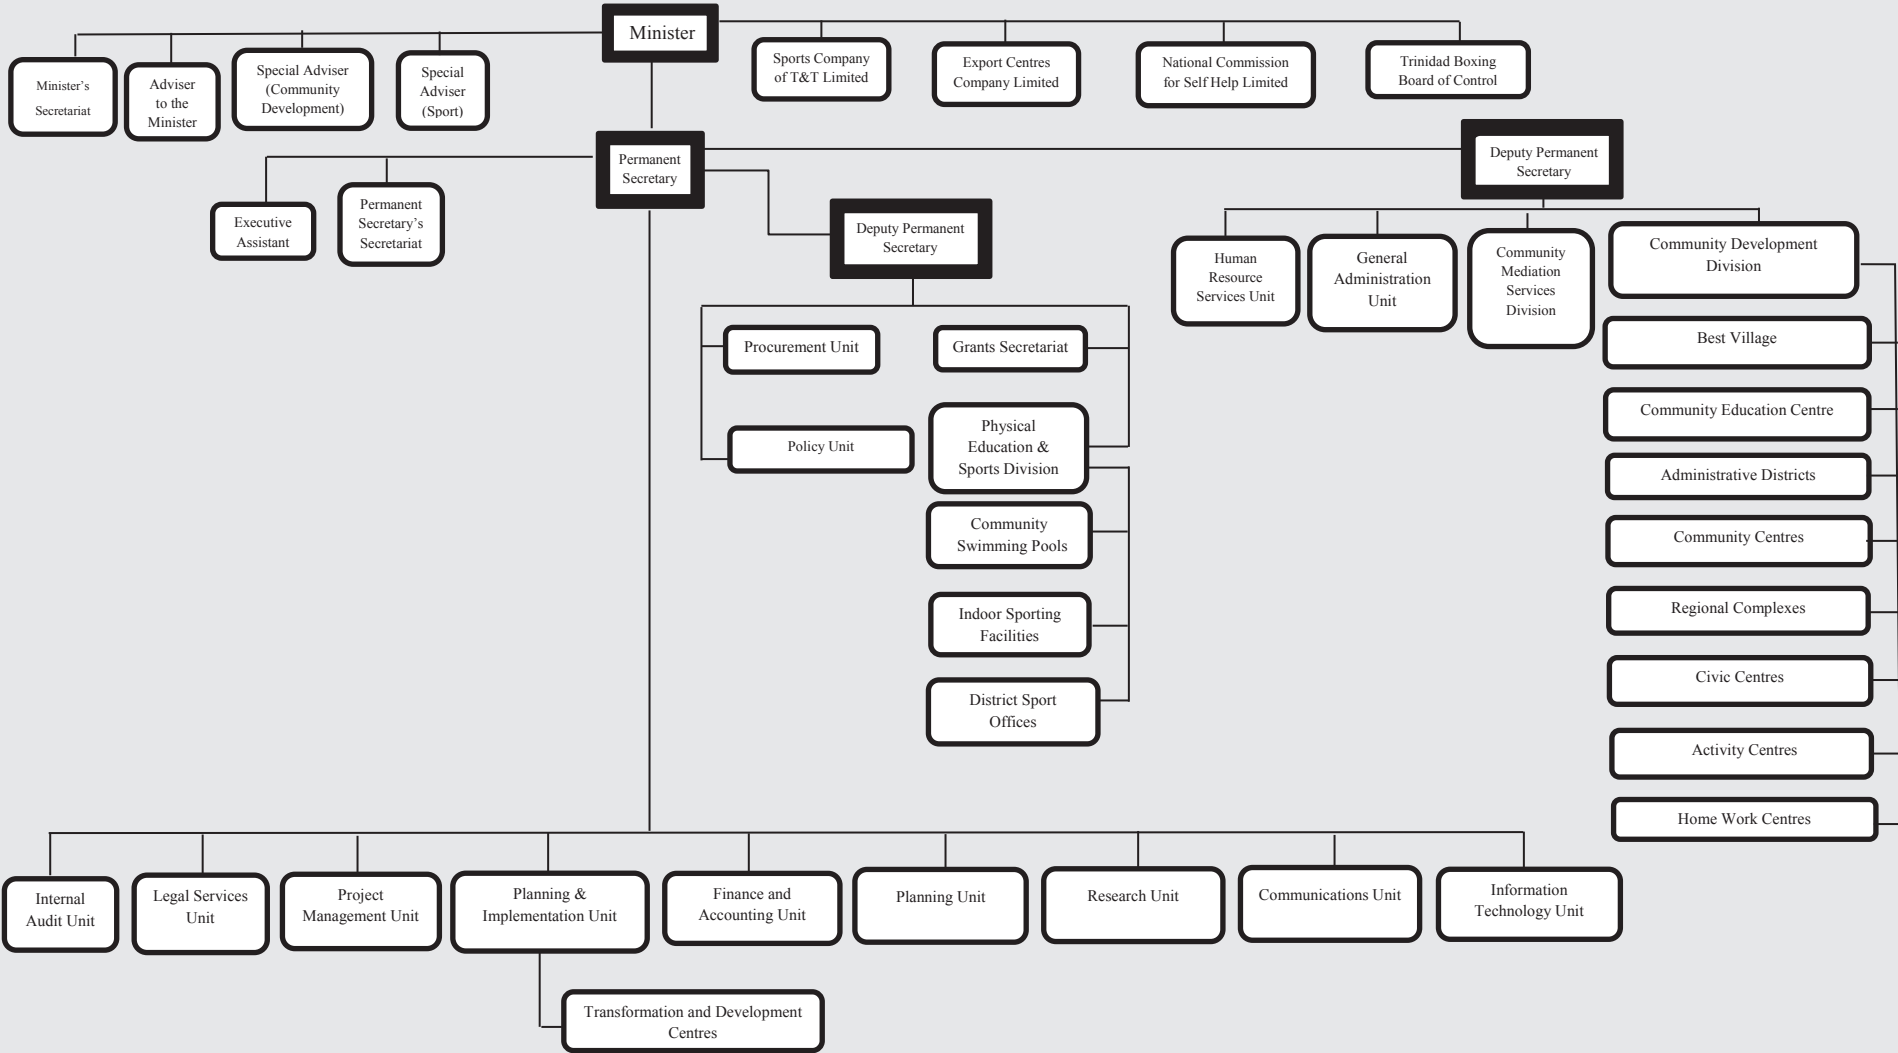 Minister
Minister's
Secretariat
Adviser
to the
Minister
Special Adviser
(Community
Development)
Special
Adviser
(Sport)
Sports Company
of T&T Limited
Export Centres
Company Limited
National Commission
for Self Help Limited
Trinidad Boxing
Board of Control
Permanent
Secretary
Deputy Permanent
Secretary
Executive
Assistant
Permanent
Secretary's
Secretariat
Deputy Permanent
Secretary
Human
Resource
Services Unit
General
Administration
Unit
Community
Mediation
Services
Division
Community Development
Division
Procurement Unit
Grants Secretariat
Policy Unit
Physical
Education &
Sports Division
Community
Swimming Pools
Indoor Sporting
Facilities
District Sport
Offices
Best Village
Community Education Centre
Administrative Districts
Community Centres
Regional Complexes
Civic Centres
Activity Centres
Home Work Centres
Internal
Audit Unit
Legal Services
Unit
Project
Management Unit
Planning &
Implementation Unit
Finance and
Accounting Unit
Planning Unit
Research Unit
Communications Unit
Information
Technology Unit
Transformation and Development
Centres